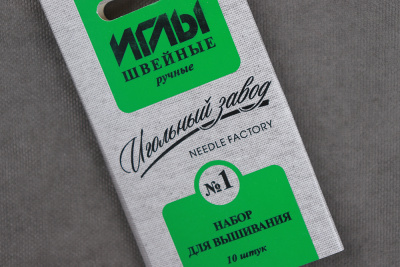 ИГЛЫ
ШВЕЙНЫЕ
ручные
Игольный завод
NEEDLE FACTORY
№1
НАБОР
ДЛЯ ВЫШИВАНИЯ
10 штук